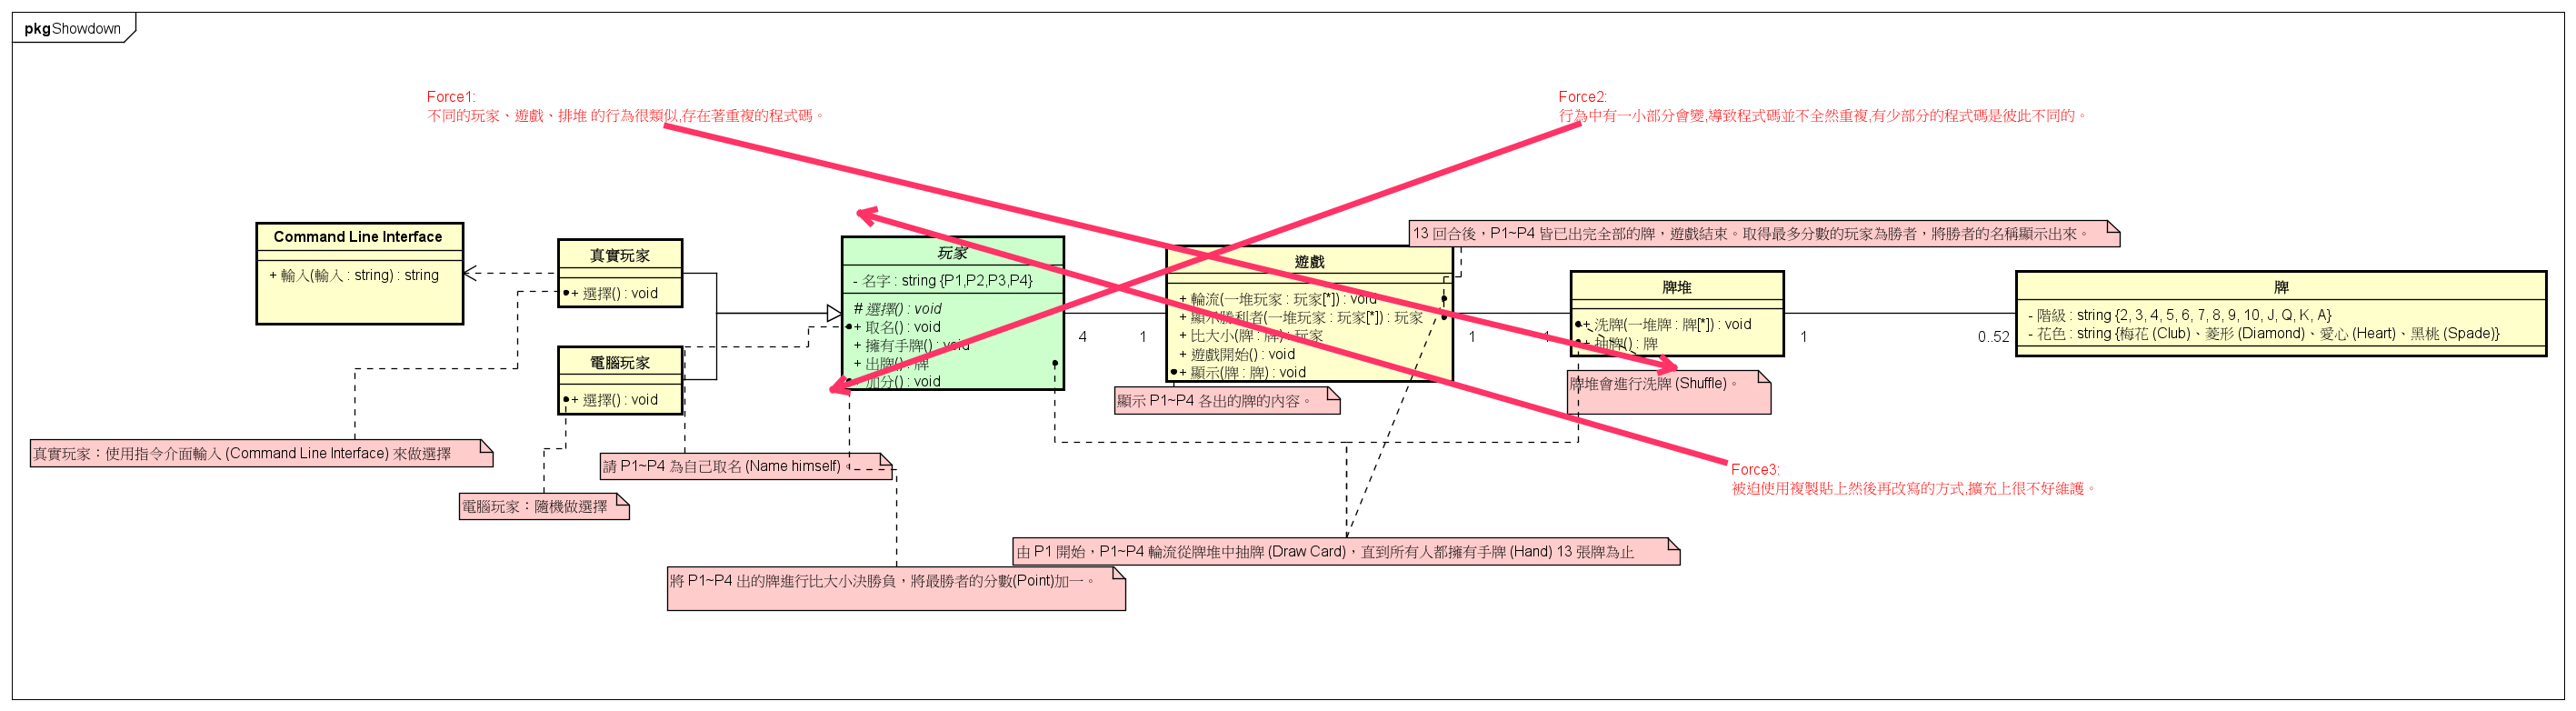 pkg Showdown
Force1:
不同的玩家、遊戲、排堆 的行為很類似,存在著重複的程式碼。
Force2:
行為中有一小部分會變,導致程式碼並不全然重複,有少部分的程式碼是彼此不同的。
Command Line Interface
+ 輸入(輸入 : string) : string
真實玩家
+ 選擇() : void
電腦玩家
+ 選擇() : void
玩家
- 名字 : string {P1,P2,P3,P4}
# 選擇() : void
+ 取名() : void
+ 擁有手牌() : void
+ 出牌() : 牌
+ 加分() : void
4
1
遊戲
+ 輪流(一堆玩家 : 玩家[*]) : void
+ 顯示勝利者(一堆玩家 : 玩家[*]) : 玩家
+ 比大小(牌 : 牌) : 玩家
+ 遊戲開始() : void
+ 顯示(牌 : 牌) : void
13 回合後，P1~P4 皆已出完全部的牌，遊戲結束。取得最多分數的玩家為勝者，將勝者的名稱顯示出來。
1
1
牌堆
+ 洗牌(一堆牌 : 牌[*]) : void
+ 抽牌() : 牌
1
0..52
牌
- 階級 : string {2, 3, 4, 5, 6, 7, 8, 9, 10, J, Q, K, A}
- 花色 : string {梅花 (Club)、菱形 (Diamond)、愛心 (Heart)、黑桃 (Spade)}
顯示 P1~P4 各出的牌的內容。
牌堆會進行洗牌 (Shuffle)。
真實玩家：使用指令介面輸入 (Command Line Interface) 來做選擇
請 P1~P4 為自己取名 (Name himself)。
電腦玩家：隨機做選擇
Force3:
被迫使用複製貼上然後再改寫的方式,擴充上很不好維護。
由 P1 開始，P1~P4 輪流從牌堆中抽牌 (Draw Card)，直到所有人都擁有手牌 (Hand) 13 張牌為止
將 P1~P4 出的牌進行比大小決勝負，將最勝者的分數(Point)加一。